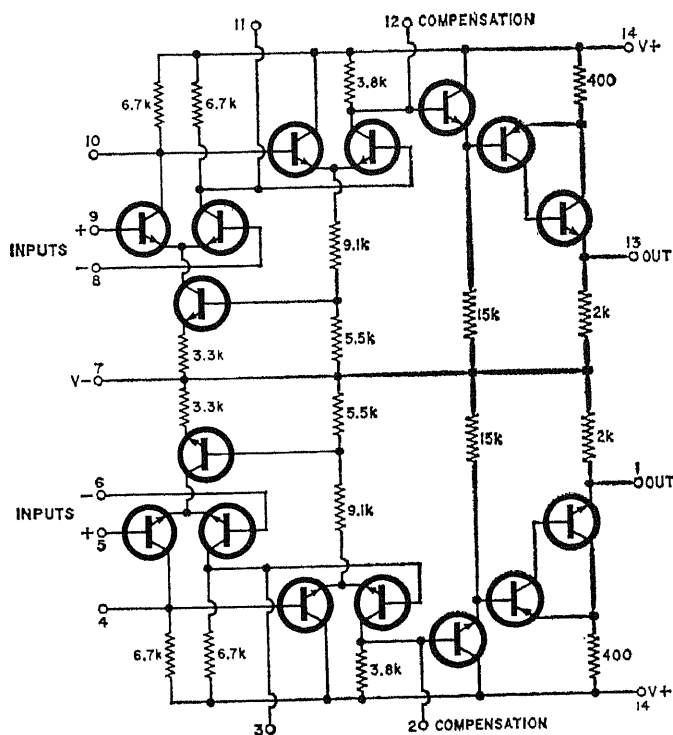 11
12 COMPENSATION
14
V+
6.7k
6.7k
3.8k
400
10
9
+
INPUTS
-
8
9.1k
13
OUT
15k
2k
5.5k
3.3k
7
V-
3.3k
5.5k
15k
2k
6
-
INPUTS
+
5
9.1k
1
OUT
4
6.7k
6.7k
3.8k
400
V+
14
3
2 COMPENSATION